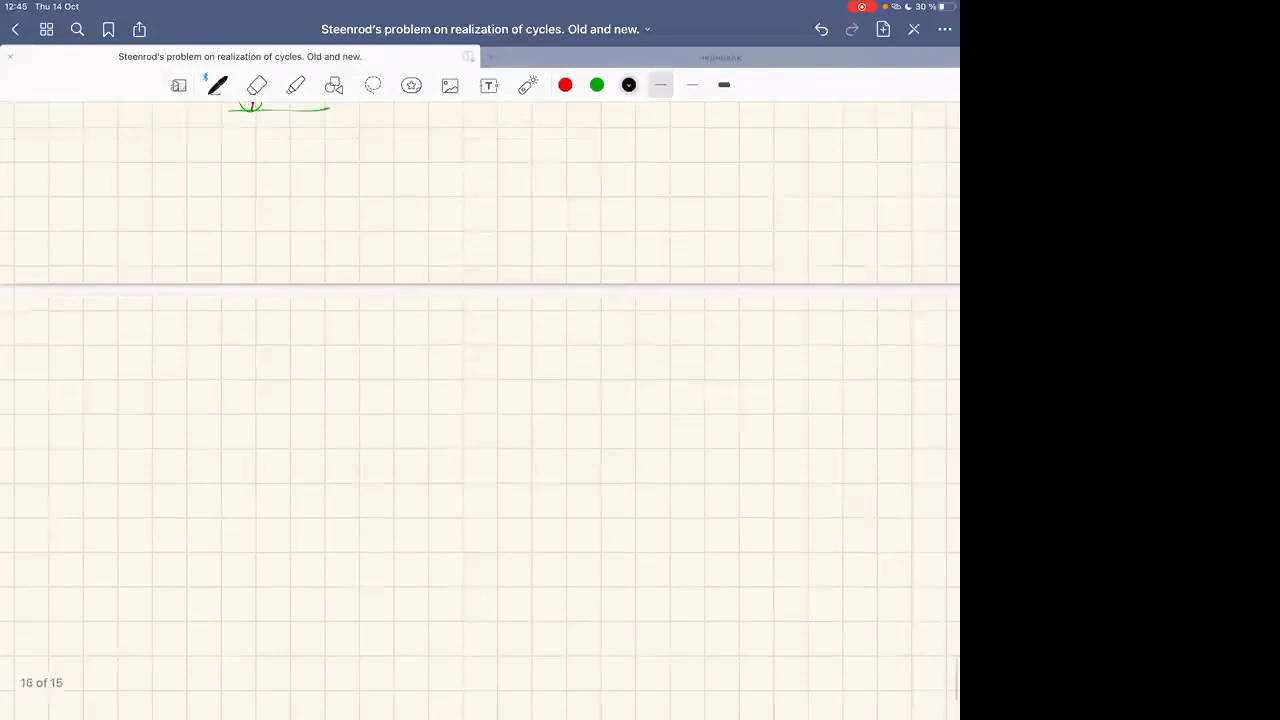 12:45 Thu 14 Oct 30 %
Steenrod's problem on realization of cycles. Old and new.
Steenrod's problem on realization of cycles. Old and new.
черновик
16 of 15